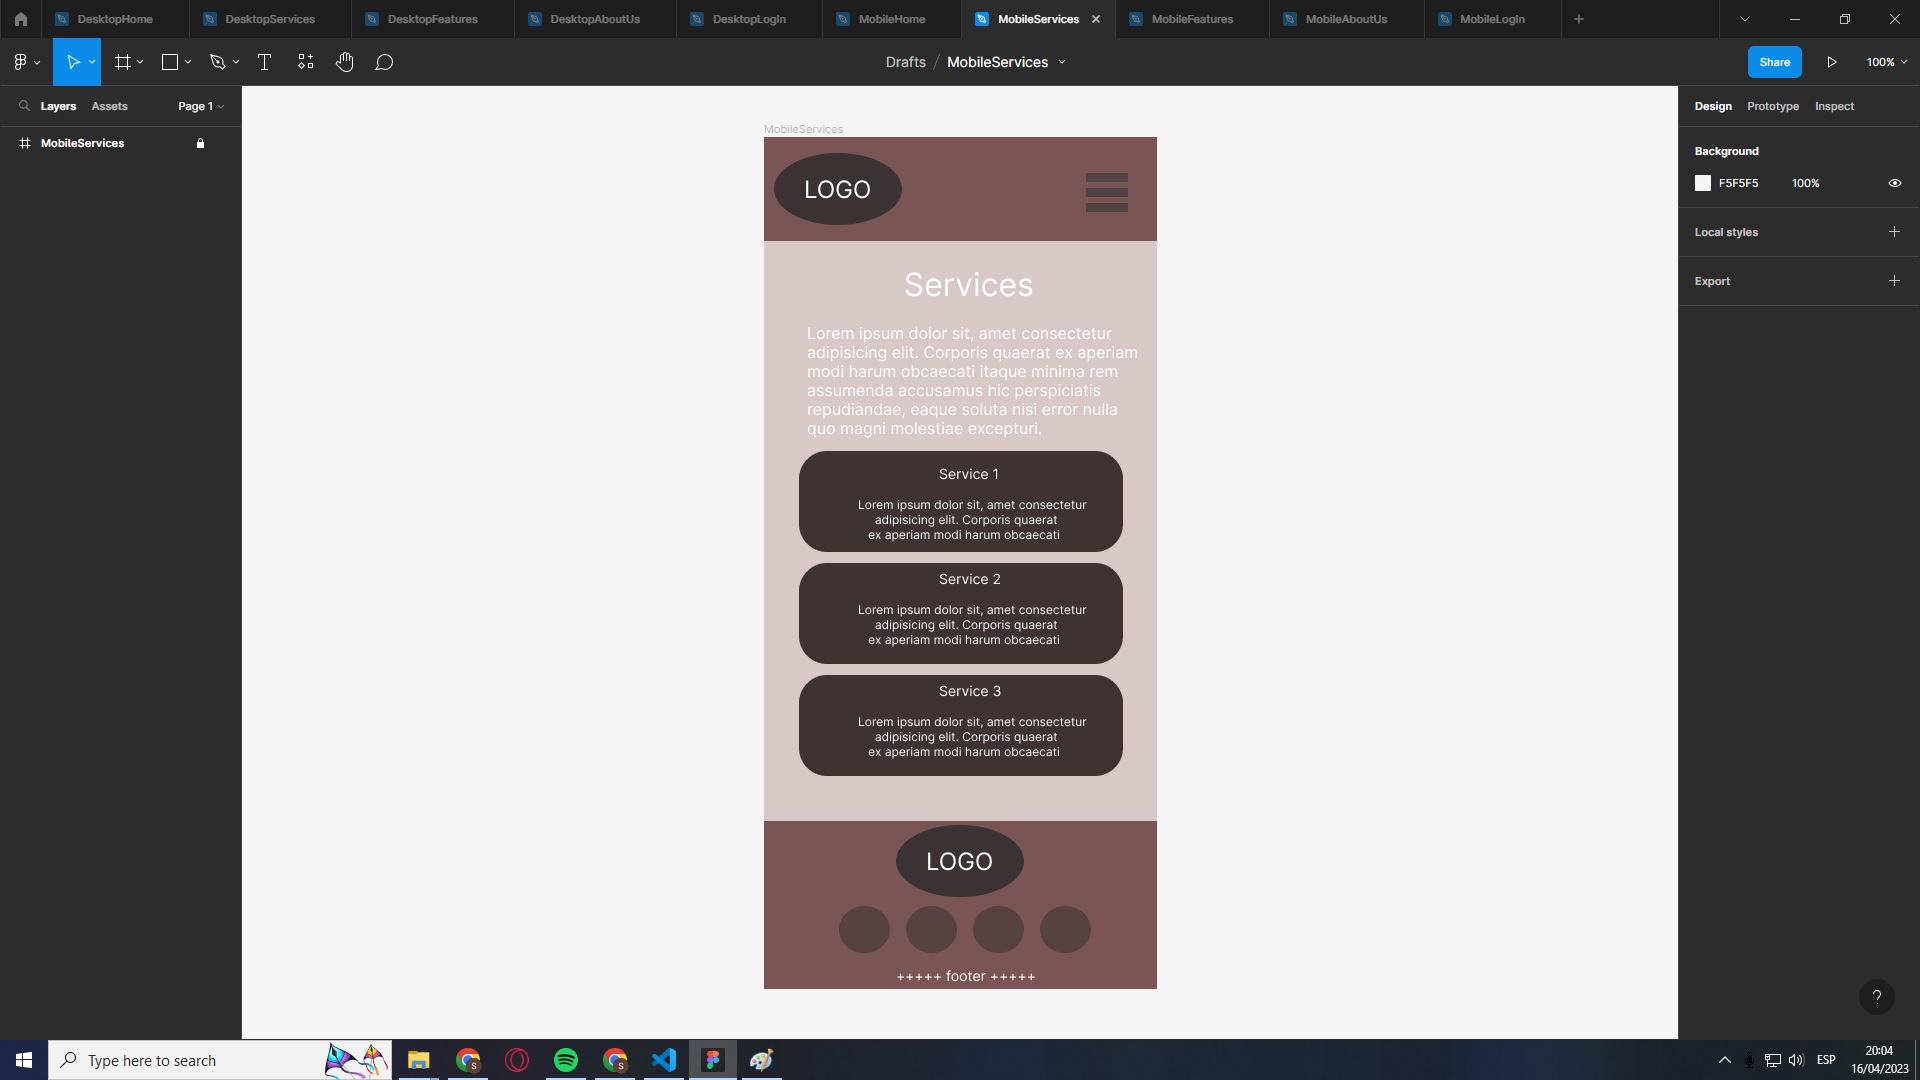 DesktopHome
DesktopServices
DesktopFeatures
DesktopAboutUs
DesktopLogIn
MobileHome
MobileServices
MobileFeatures
MobileAboutUs
MobileLogIn
Drafts / MobileServices
Share
100%
Layers
Assets
Page 1
Design
Prototype
Inspect
MobileServices
MobileServices
Background
F5F5F5
100%
Local styles
Export
LOGO
Services
Lorem ipsum dolor sit, amet consectetur
adipisicing elit. Corporis quaerat ex aperiam
modi harum obcaecati itaque minima rem
assumenda accusamus hic perspiciatis
repudiandae, eaque soluta nisi error nulla
quo magni molestiae excepturi.
Service 1
Lorem ipsum dolor sit, amet consectetur
adipisicing elit. Corporis quaerat
ex aperiam modi harum obcaecati
Service 2
Lorem ipsum dolor sit, amet consectetur
adipisicing elit. Corporis quaerat
ex aperiam modi harum obcaecati
Service 3
Lorem ipsum dolor sit, amet consectetur
adipisicing elit. Corporis quaerat
ex aperiam modi harum obcaecati
LOGO
+++++ footer +++++
?
Type here to search
S
S
ESP
20:04
16/04/2023